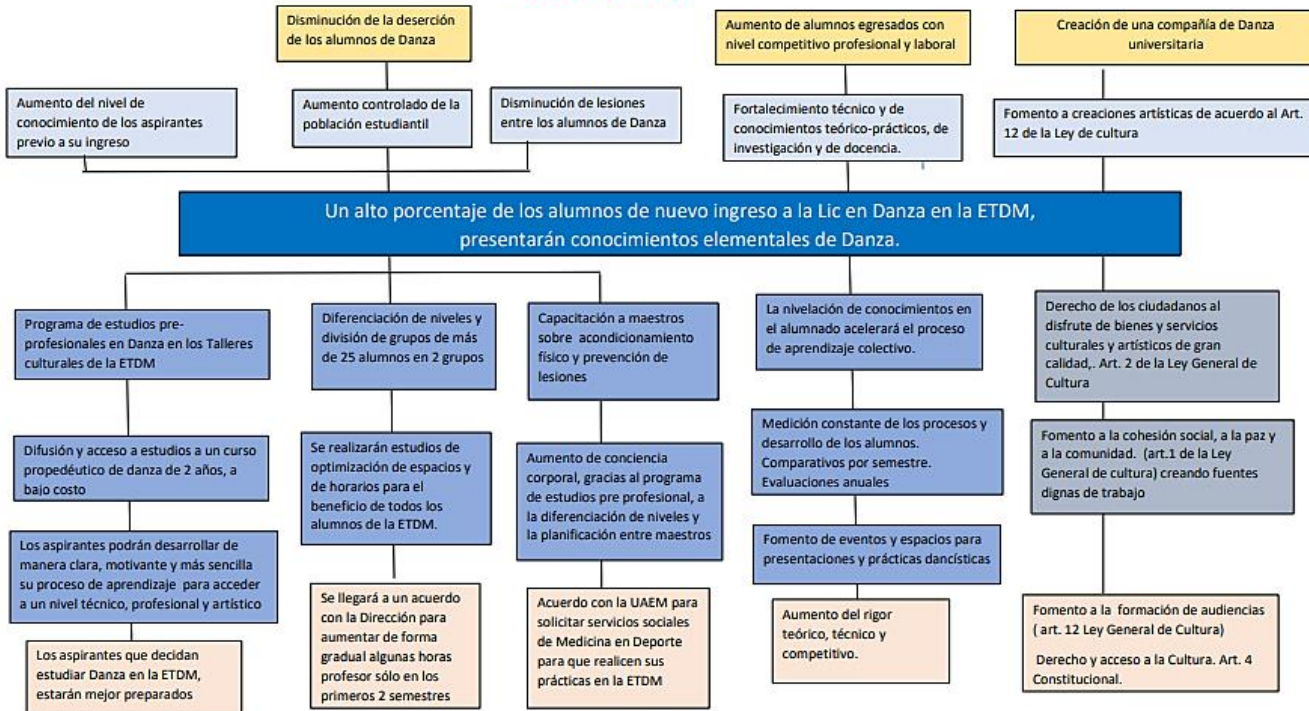 Disminución de la deserción
de los alumnos de Danza
Aumento de alumnos egresados con
nivel competitivo profesional y laboral
Creación de una compañía de Danza
universitaria
Aumento del nivel de
conocimiento de los aspirantes
previo a su ingreso
Aumento controlado de la
población estudiantil
Disminución de lesiones
entre los alumnos de Danza
Fortalecimiento técnico y de
conocimientos teórico-prácticos, de
investigación y de docencia.
Fomento a creaciones artísticas de acuerdo al Art.
12 de la Ley de cultura
Un alto porcentaje de los alumnos de nuevo ingreso a la Lic en Danza en la ETDM,
presentarán conocimientos elementales de Danza.
Programa de estudios pre-
profesionales en Danza en los Talleres
culturales de la ETDM
Diferenciación de niveles y
división de grupos de más
de 25 alumnos en 2 grupos
Capacitación a maestros
sobre acondicionamiento
físico y prevención de
lesiones
La nivelación de conocimientos en
el alumnado acelerará el proceso
de aprendizaje colectivo.
Derecho de los ciudadanos al
disfrute de bienes y servicios
culturales y artísticos de gran
calidad,. Art. 2 de la Ley General de
Cultura
Difusión y acceso a estudios a un curso
propedéutico de danza de 2 años, a
bajo costo
Se realizarán estudios de
optimización de espacios y
de horarios para el
beneficio de todos los
alumnos de la ETDM.
Aumento de conciencia
corporal, gracias al programa
de estudios pre profesional, a
la diferenciación de niveles y
la planificación entre maestros
Medición constante de los procesos y
desarrollo de los alumnos.
Comparativos por semestre.
Evaluaciones anuales
Fomento a la cohesión social, a la paz y
a la comunidad. (art.1 de la Ley
General de cultura) creando fuentes
dignas de trabajo
Los aspirantes podrán desarrollar de
manera clara, motivante y más sencilla
su proceso de aprendizaje para acceder
a un nivel técnico, profesional y artístico
Fomento de eventos y espacios para
presentaciones y prácticas dancísticas
Los aspirantes que decidan
estudiar Danza en la ETDM,
estarán mejor preparados
Se llegará a un acuerdo
con la Dirección para
aumentar de forma
gradual algunas horas
profesor sólo en los
primeros 2 semestres
Acuerdo con la UAEM para
solicitar servicios sociales
de Medicina en Deporte
para que realicen sus
prácticas en la ETDM
Aumento del rigor
teórico, técnico y
competitivo.
Fomento a la formación de audiencias
( art. 12 Ley General de Cultura)
Derecho y acceso a la Cultura. Art. 4
Constitucional.